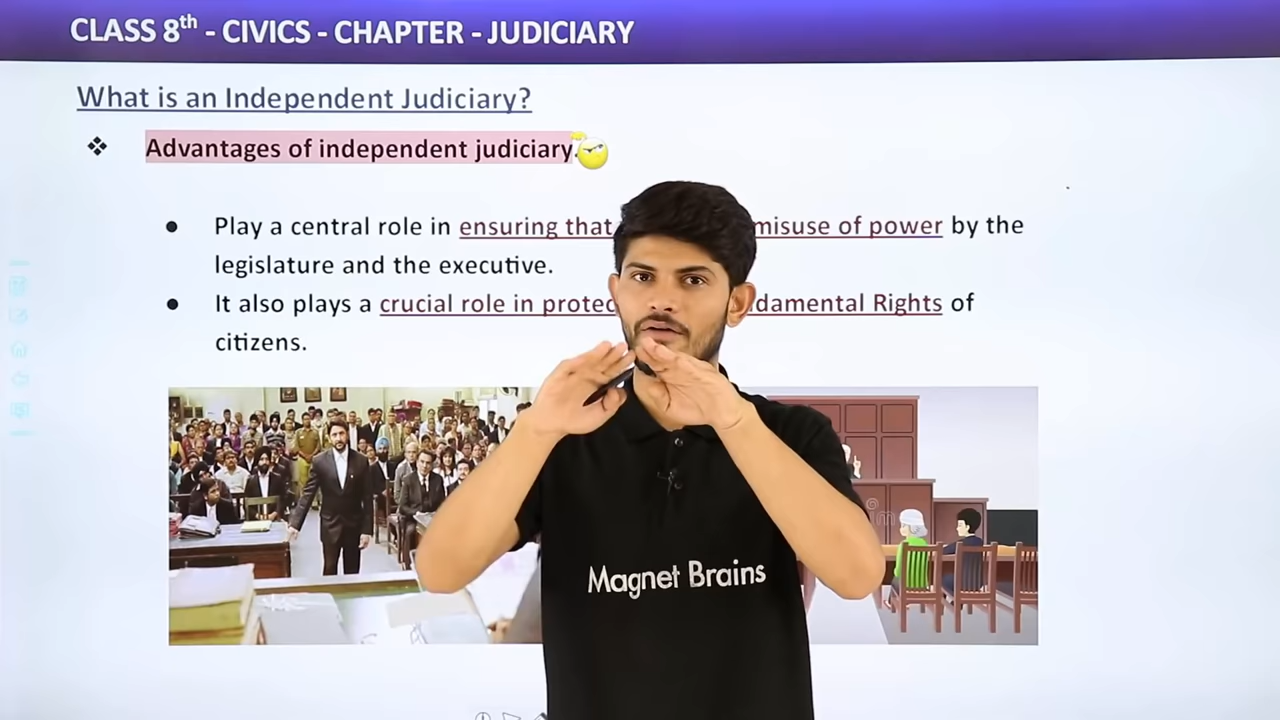 CLASS 8th - CIVICS - CHAPTER - JUDICIARY
What is an Independent Judiciary?
❖ Advantages of independent judiciary.
● Play a central role in ensuring that misuse of power by the
legislature and the executive.
● It also plays a crucial role in protec damental Rights of
citizens.
Magnet Brains